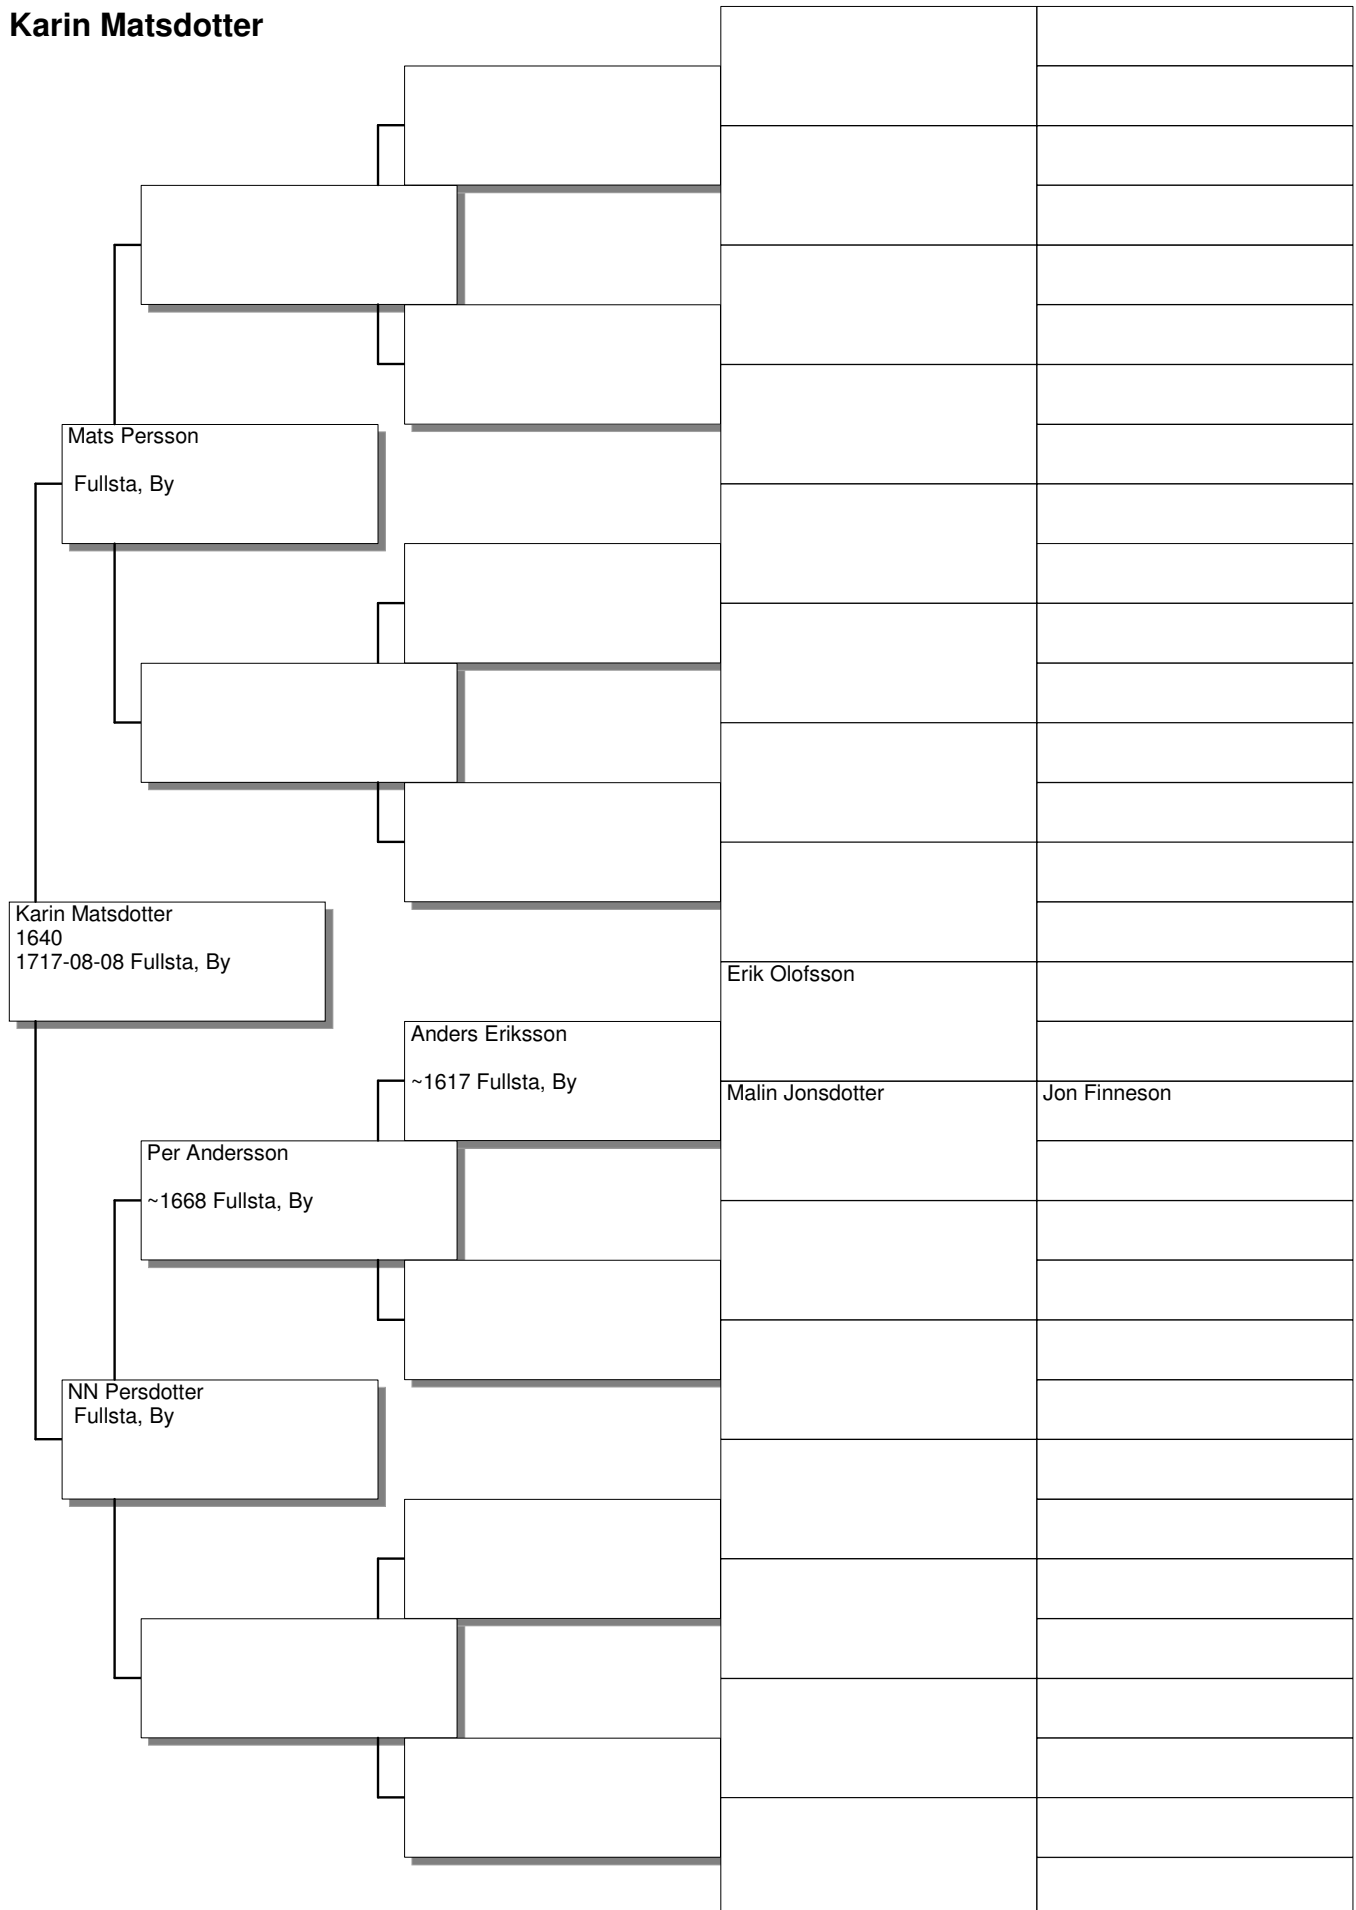 Karin Matsdotter
Mats Persson
Fullsta, By
Karin Matsdotter
1640
1717-08-08 Fullsta, By
Erik Olofsson
Anders Eriksson
~1617 Fullsta, By
Malin Jonsdotter
Jon Finneson
Per Andersson
~1668 Fullsta, By
NN Persdotter
Fullsta, By